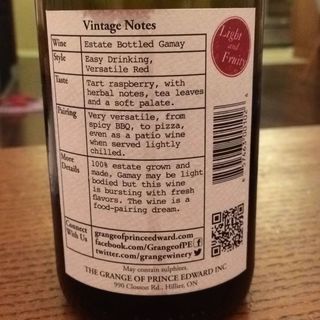 Vintage Notes
Wine
Estate Bottled Gamay
Style
Easy Drinking,
Versatile Red
Taste
Tart raspberry, with
herbal notes, tea leaves
and a soft palate.
Pairing
Very versatile, from
spicy BBQ, to pizza,
even as a patio wine
when served lightly
chilled.
More
Details
100% estate grown and
made, Gamay may be light
bodied but this wine
is bursting with fresh
flavors. The wine is a
food-pairing dream.
Connect
With Us
grangeofprinceedward.com
facebook.com/GrangeofPE f
twitter.com/grangewinery
May contain sulphites.
THE GRANGE OF PRINCE EDWARD INC
990 Closson Rd., Hillier, ON
Light
and
Fruity